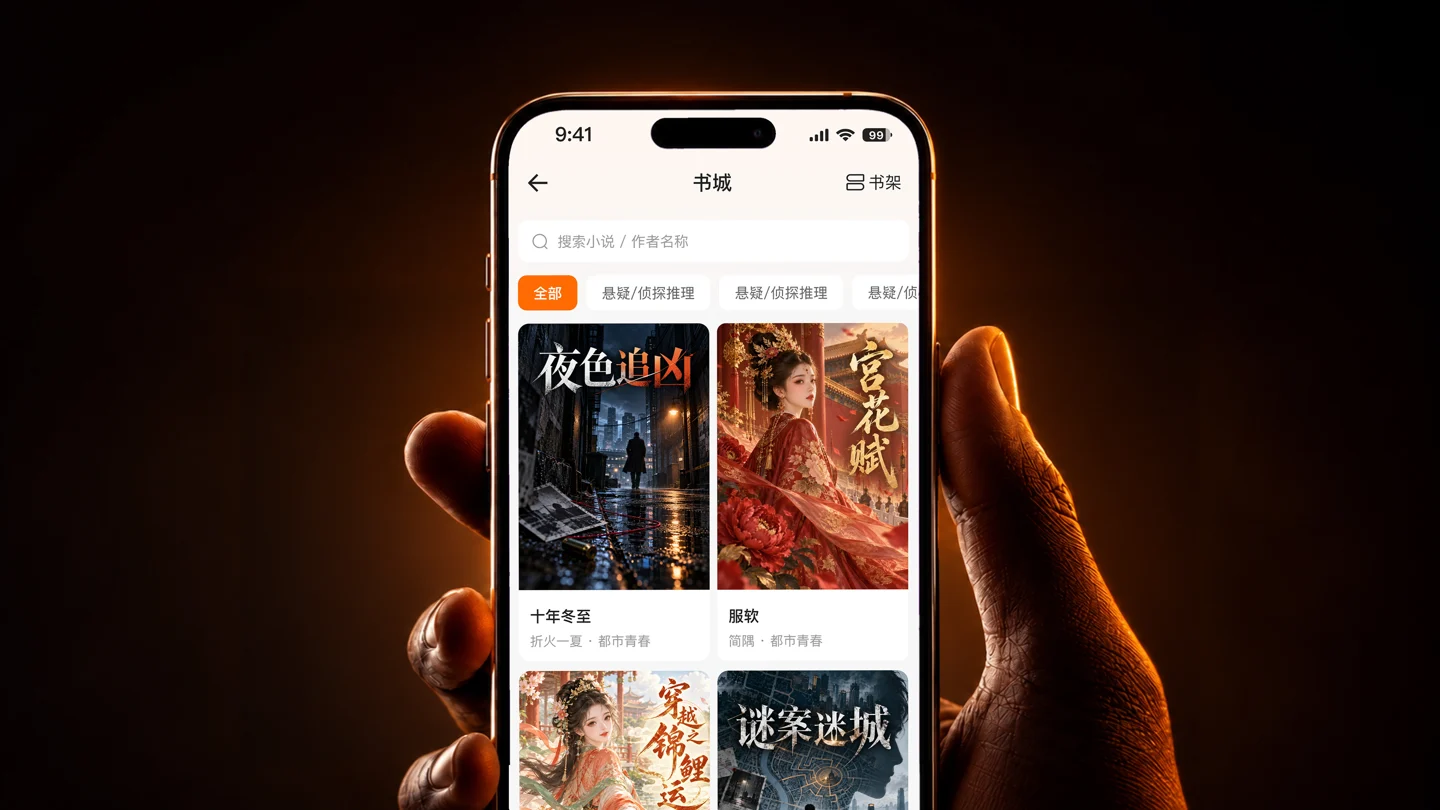 9:41
99
书城
书架
搜索小说 / 作者名称
全部
悬疑/侦探推理
悬疑/侦探推理
悬疑/侦
夜色追凶
宫花赋
十年冬至
折火一夏 · 都市青春
服软
简隅 · 都市青春
穿越之锦鲤运
谜案迷城